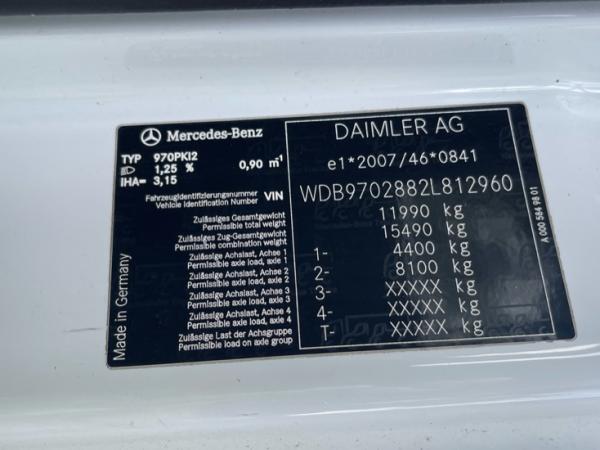 Mercedes-Benz
TYP 970PKI2
1,25 % 0,90 m⁻¹
IHA= 3,15
Fahrzeugidentifizierungsnummer
Vehicle Identification Number VIN
Zulässiges Gesamtgewicht
Permissible total weight
Zulässiges Zug-Gesamtgewicht
Permissible combination weight
Zulässige Achslast, Achse 1
Permissible axle load, axle 1
Zulässige Achslast, Achse 2
Permissible axle load, axle 2
Zulässige Achslast, Achse 3
Permissible axle load, axle 3
Zulässige Achslast, Achse 4
Permissible axle load, axle 4
Zulässige Last der Achsgruppe
Permissible load on axle group
DAIMLER AG
e1*2007/46*0841
WDB9702882L812960
11990 kg
15490 kg
1- 4400 kg
2- 8100 kg
3- XXXXX kg
4- XXXXX kg
T- XXXXX kg
Made in Germany
A 000 584 98 01